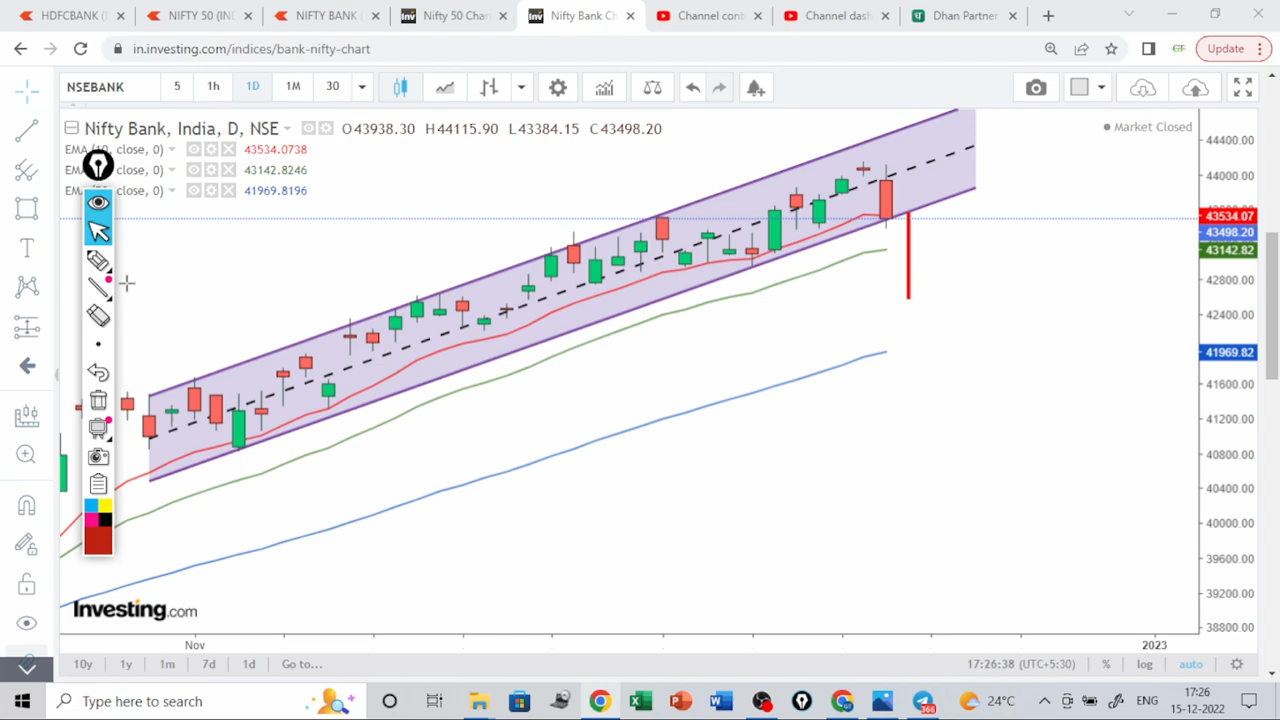 HDFCBANK (
NIFTY 50 (IN
NIFTY BANK (
Nifty 50 Cha
Nifty Bank Ch
Channel cont
Channel dash
Dhan Partner
in.investing.com/indices/bank-nifty-chart
Update
NSEBANK
5
1h
1D
1M
30
Nifty Bank, India, D, NSE
O43938.30 H44115.90 L43384.15 C43498.20
Market Closed
EMA
, close, 0)
43534.0738
EMA
, close, 0)
43142.8246
EMA
, close, 0)
41969.8196
44400.00
44000.00
43534.07
43498.20
43142.82
42800.00
42400.00
41969.82
41600.00
41200.00
40800.00
40400.00
40000.00
39600.00
39200.00
38800.00
Investing.com
Nov
2023
10y
1y
1m
7d
1d
Go to...
17:26:38 (UTC+5:30)
%
log
auto
Type here to search
366
24°C
ENG
17:26
15-12-2022